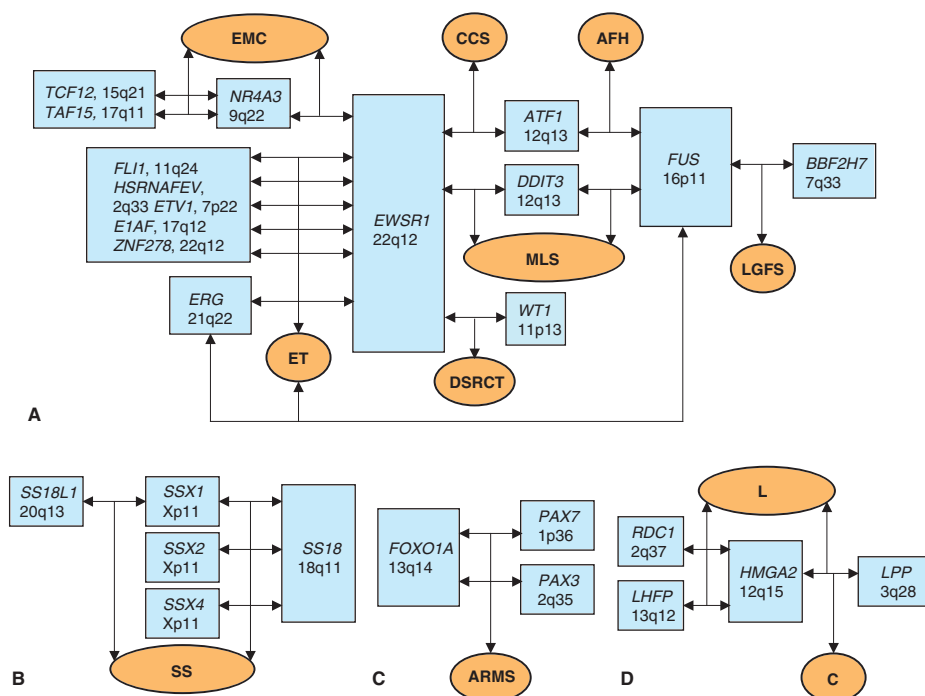 EMC
CCS
AFH
TCF12, 15q21
TAF15, 17q11
NR4A3
9q22
ATF1
12q13
FUS
16p11
BBF2H7
7q33
FLI1, 11q24
HSRNAFEV,
2q33 ETV1, 7p22
E1AF, 17q12
ZNF278, 22q12
EWSR1
22q12
DDIT3
12q13
MLS
LGFS
ERG
21q22
WT1
11p13
ET
DSRCT
A
SS18L1
20q13
SSX1
Xp11
SSX2
Xp11
SSX4
Xp11
SS18
18q11
SS
B
FOXO1A
13q14
PAX7
1p36
PAX3
2q35
ARMS
C
L
RDC1
2q37
LHFP
13q12
HMGA2
12q15
LPP
3q28
C
D